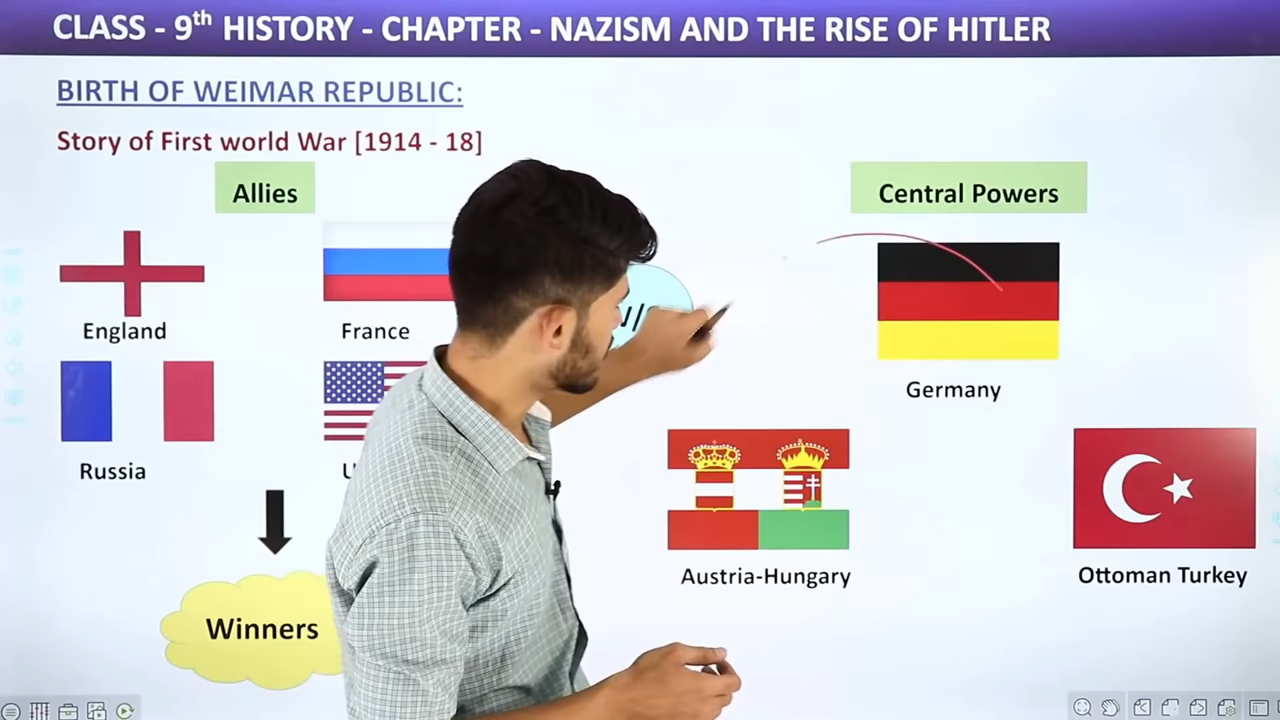 CLASS - 9th HISTORY - CHAPTER - NAZISM AND THE RISE OF HITLER
BIRTH OF WEIMAR REPUBLIC:
Story of First world War [1914 - 18]
Allies
Central Powers
England
France
Germany
Russia
Austria-Hungary
Ottoman Turkey
Winners